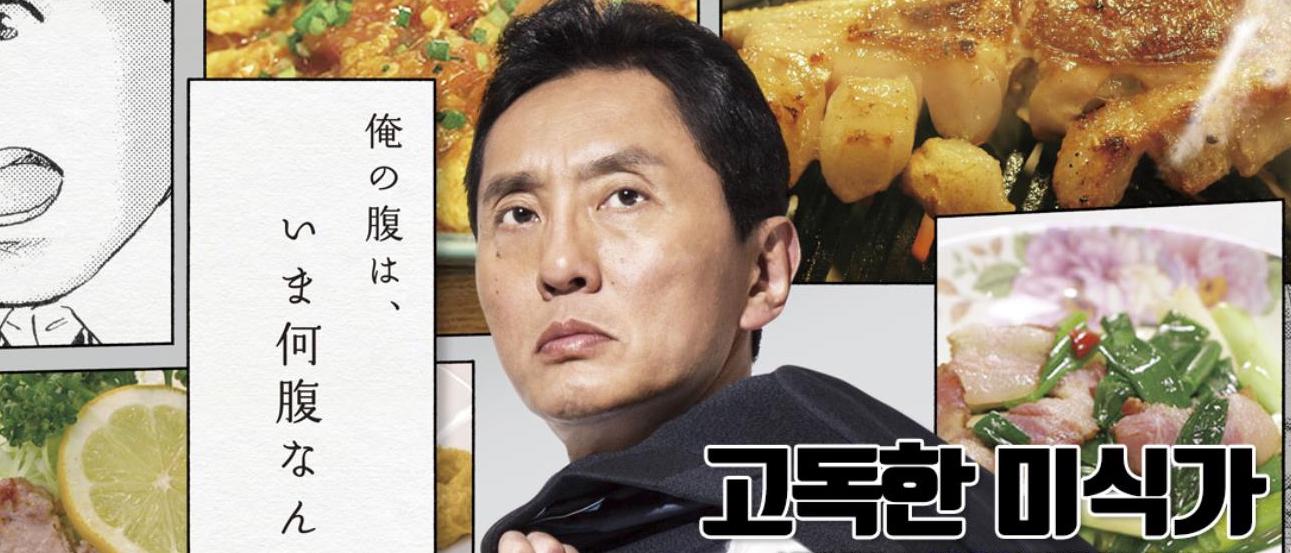 俺の腹は、
いま何腹なん
고독한 미식가